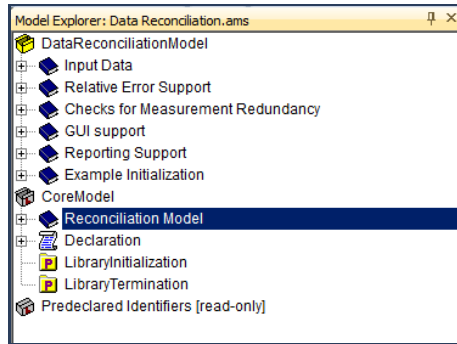 Model Explorer: Data Reconciliation.ams
DataReconciliationModel
Input Data
Relative Error Support
Checks for Measurement Redundancy
GUI support
Reporting Support
Example Initialization
CoreModel
Reconciliation Model
Declaration
P LibraryInitialization
P LibraryTermination
Predeclared Identifiers [read-only]